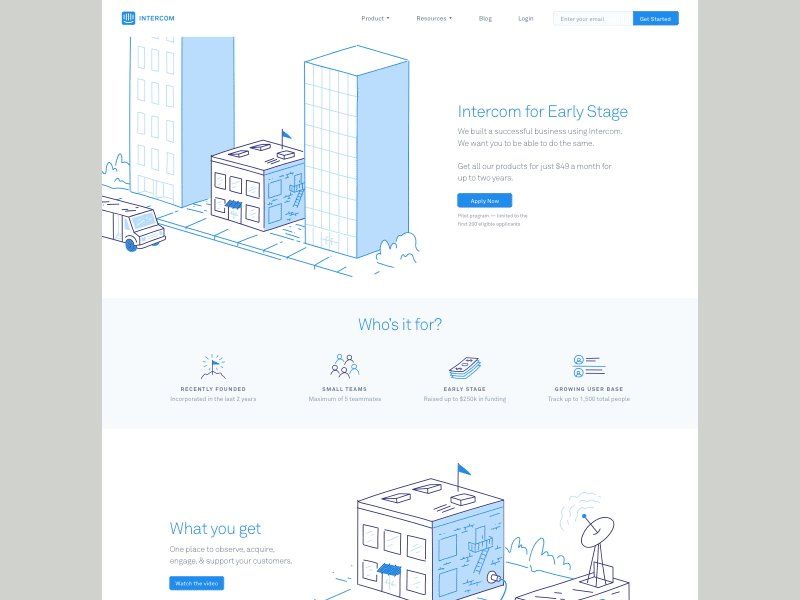 INTERCOM
Product
Resources
Blog
Login
Enter your email
Get Started
Intercom for Early Stage
We built a successful business using Intercom.
We want you to be able to do the same.
Get all our products for just $49 a month for
up to two years.
Apply Now
Pilot program — limited to the
first 250 eligible applicants
Who's it for?
RECENTLY FOUNDED
Incorporated in the last 2 years
SMALL TEAMS
Maximum of 5 teammates
EARLY STAGE
Raised up to $250k in funding
GROWING USER BASE
Track up to 1,500 total people
What you get
One place to observe, acquire,
engage, & support your customers.
Watch the video